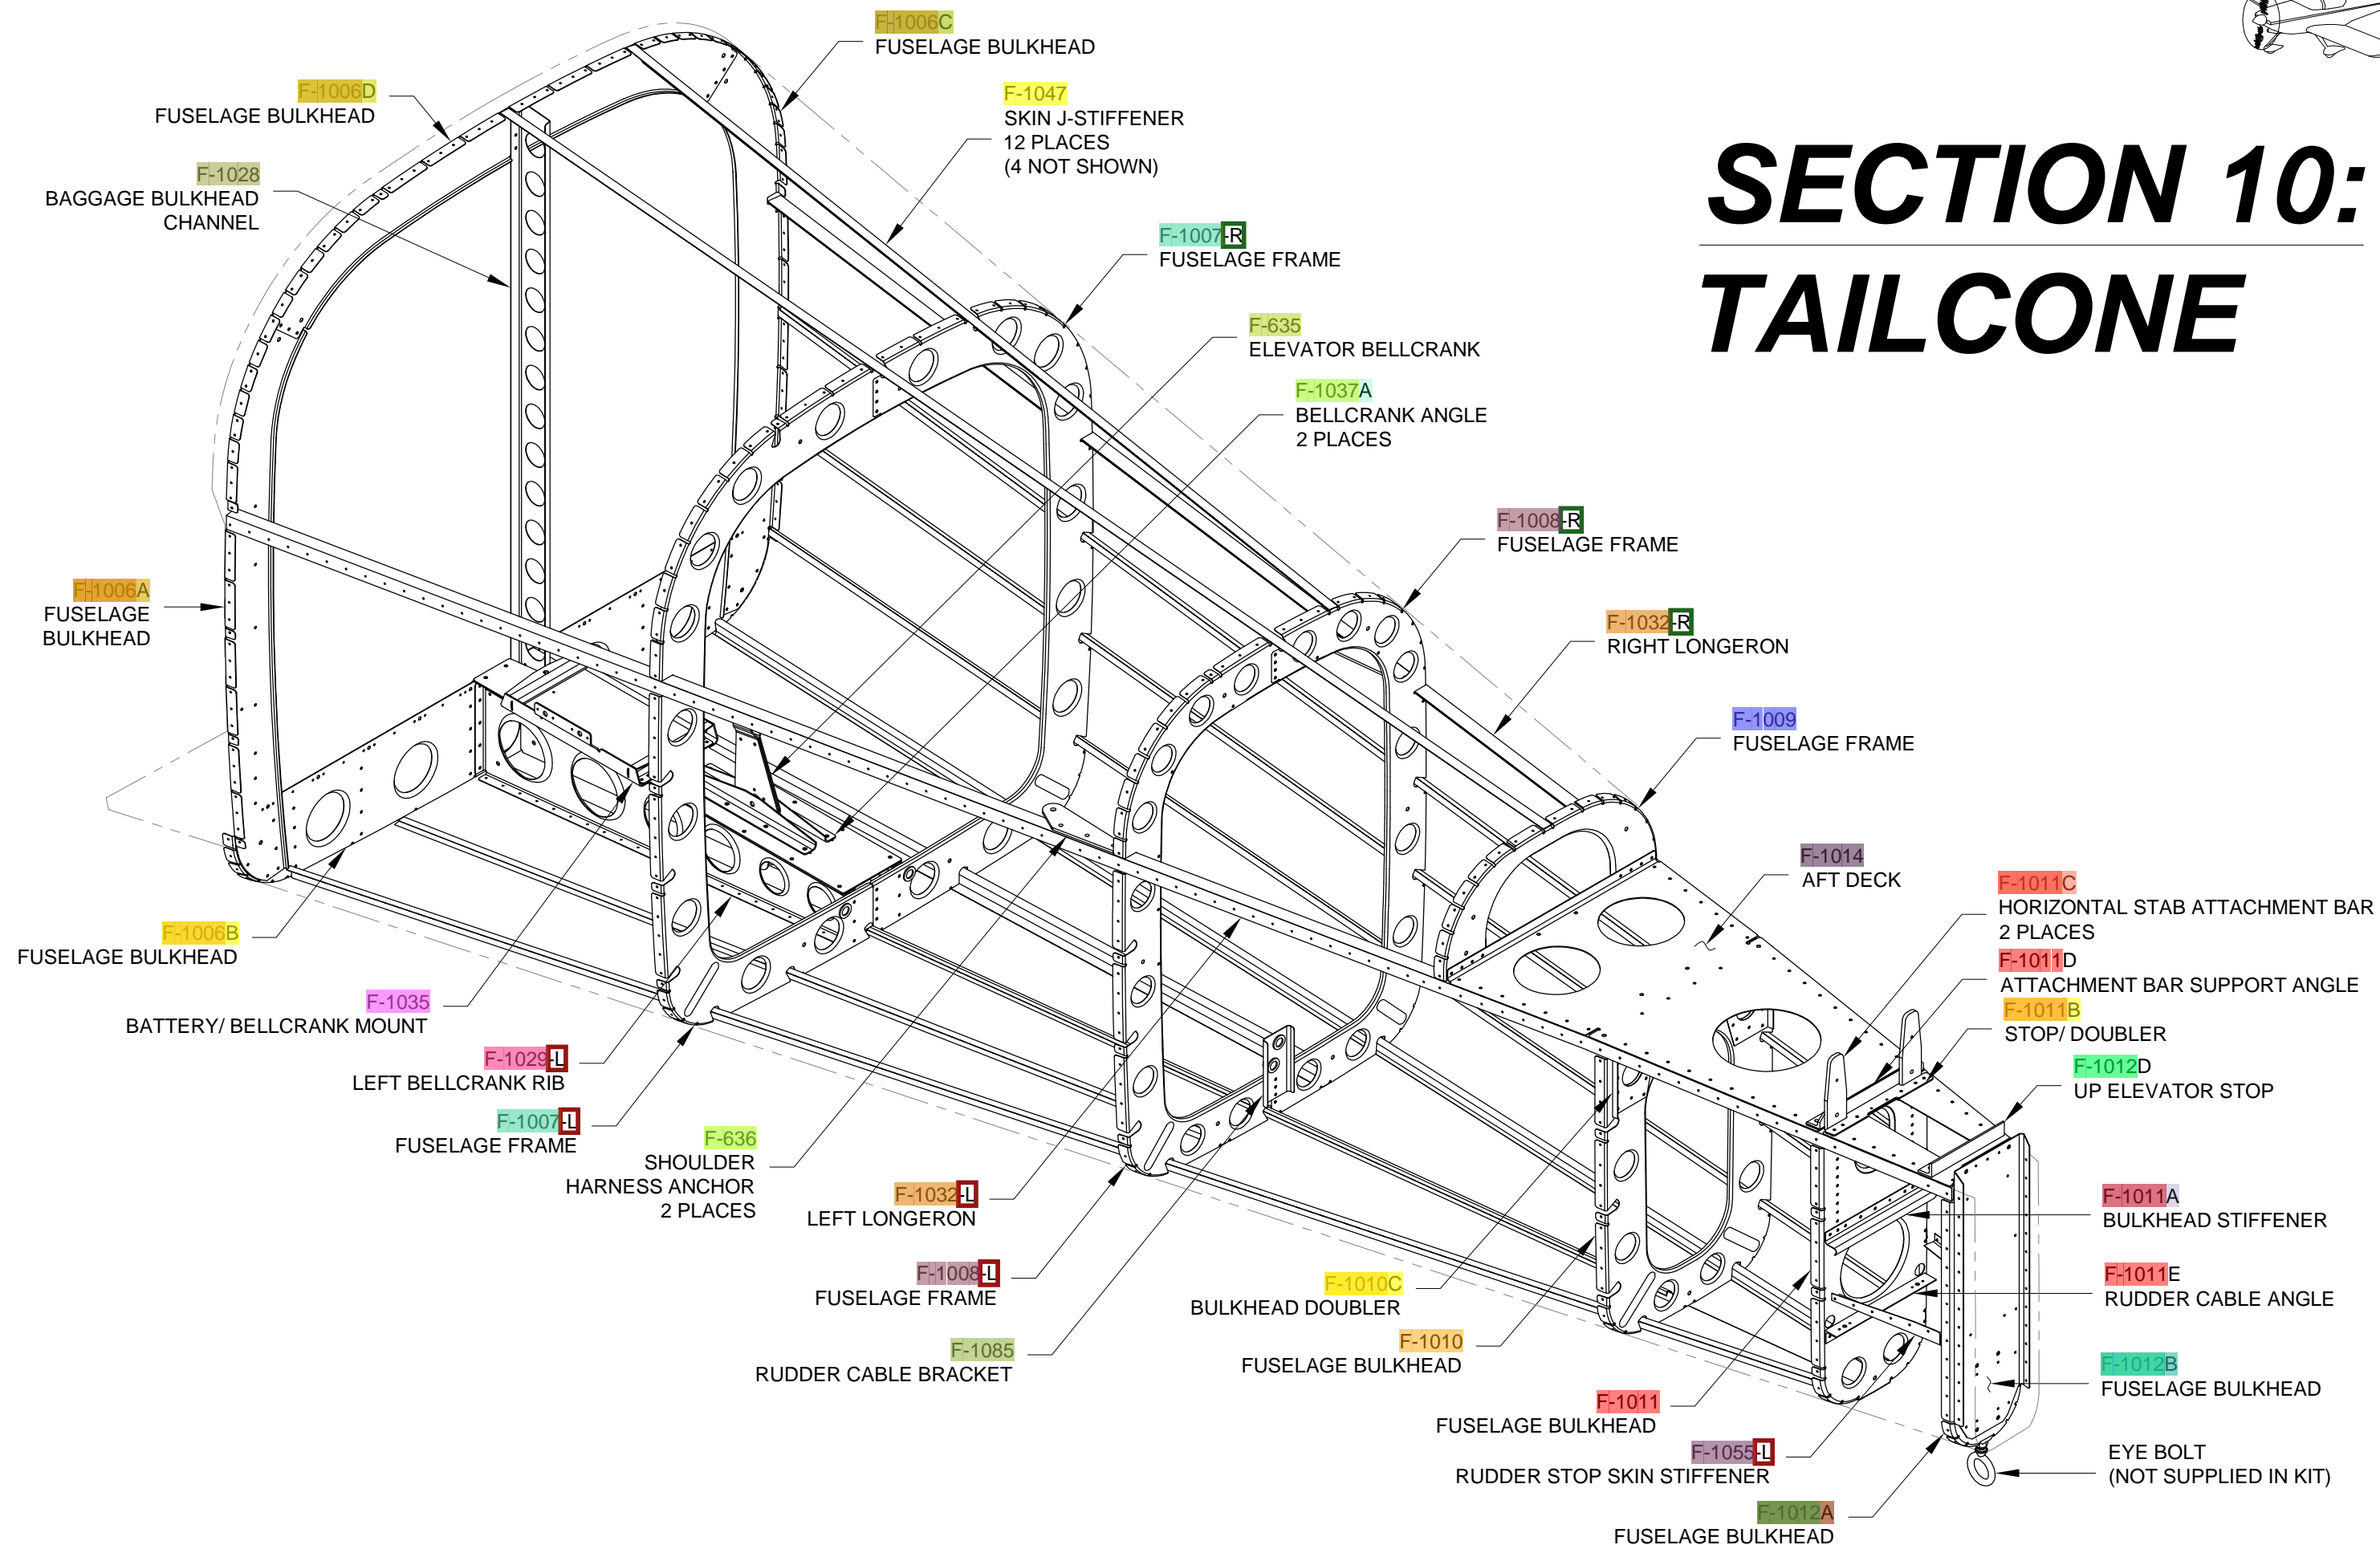 SECTION 10:
TAILCONE
F-1006C
FUSELAGE BULKHEAD
F-1006D
FUSELAGE BULKHEAD
F-1047
SKIN J-STIFFENER
12 PLACES
(4 NOT SHOWN)
F-1028
BAGGAGE BULKHEAD
CHANNEL
F-1007-R
FUSELAGE FRAME
F-635
ELEVATOR BELLCRANK
F-1037A
BELLCRANK ANGLE
2 PLACES
F-1008-R
FUSELAGE FRAME
F-1006A
FUSELAGE
BULKHEAD
F-1032-R
RIGHT LONGERON
F-1009
FUSELAGE FRAME
F-1014
AFT DECK
F-1011C
HORIZONTAL STAB ATTACHMENT BAR
2 PLACES
F-1011D
ATTACHMENT BAR SUPPORT ANGLE
F-1011B
STOP/ DOUBLER
F-1012D
UP ELEVATOR STOP
F-1006B
FUSELAGE BULKHEAD
F-1035
BATTERY/ BELLCRANK MOUNT
F-1029-L
LEFT BELLCRANK RIB
F-1007-L
FUSELAGE FRAME
F-636
SHOULDER
HARNESS ANCHOR
2 PLACES
F-1032-L
LEFT LONGERON
F-1008-L
FUSELAGE FRAME
F-1085
RUDDER CABLE BRACKET
F-1010C
BULKHEAD DOUBLER
F-1010
FUSELAGE BULKHEAD
F-1011
FUSELAGE BULKHEAD
F-1055-L
RUDDER STOP SKIN STIFFENER
F-1012A
FUSELAGE BULKHEAD
F-1011A
BULKHEAD STIFFENER
F-1011E
RUDDER CABLE ANGLE
F-1012B
FUSELAGE BULKHEAD
EYE BOLT
(NOT SUPPLIED IN KIT)